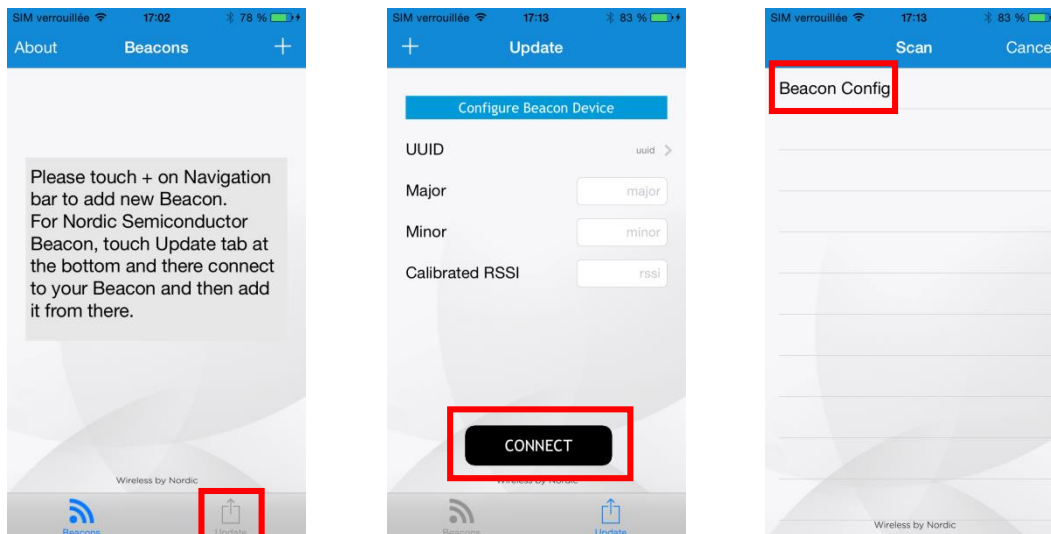 SIM verrouillée 17:02 78 %
About Beacons +
Please touch + on Navigation
bar to add new Beacon.
For Nordic Semiconductor
Beacon, touch Update tab at
the bottom and there connect
to your Beacon and then add
it from there.
Wireless by Nordic
Beacons Update
SIM verrouillée 17:13 83 %
+ Update
Configure Beacon Device
UUID uuid >
Major major
Minor minor
Calibrated RSSI rssi
CONNECT
Wireless by Nordic
Beacons Update
SIM verrouillée 17:13 83 %
Scan Cance
Beacon Config
Wireless by Nordic